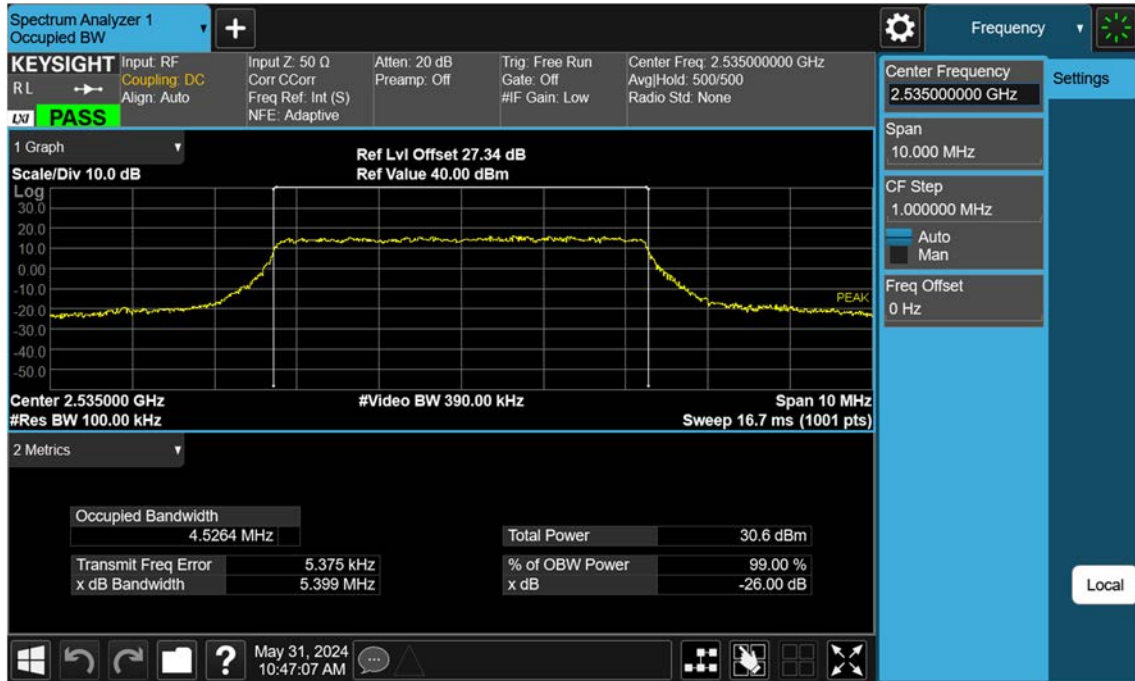 Spectrum Analyzer 1
Occupied BW
Frequency
KEYSIGHT
R L
LXI PASS
Input: RF
Coupling: DC
Align: Auto
Input Z: 50 Ω
Corr CCorr
Freq Ref: Int (S)
NFE: Adaptive
Atten: 20 dB
Preamp: Off
Trig: Free Run
Gate: Off
#IF Gain: Low
Center Freq: 2.535000000 GHz
Avg|Hold: 500/500
Radio Std: None
Center Frequency
2.535000000 GHz
Settings
Span
10.000 MHz
CF Step
1.000000 MHz
Auto
Man
Freq Offset
0 Hz
Local
1 Graph
Scale/Div 10.0 dB
Ref Lvl Offset 27.34 dB
Ref Value 40.00 dBm
Log
30.0
20.0
10.0
0.00
-10.0
-20.0
-30.0
-40.0
-50.0
PEAK
Center 2.535000 GHz
#Video BW 390.00 kHz
Span 10 MHz
#Res BW 100.00 kHz
Sweep 16.7 ms (1001 pts)
2 Metrics
Occupied Bandwidth
4.5264 MHz
Total Power 30.6 dBm
Transmit Freq Error 5.375 kHz
% of OBW Power 99.00 %
x dB Bandwidth 5.399 MHz
x dB -26.00 dB
?
May 31, 2024
10:47:07 AM